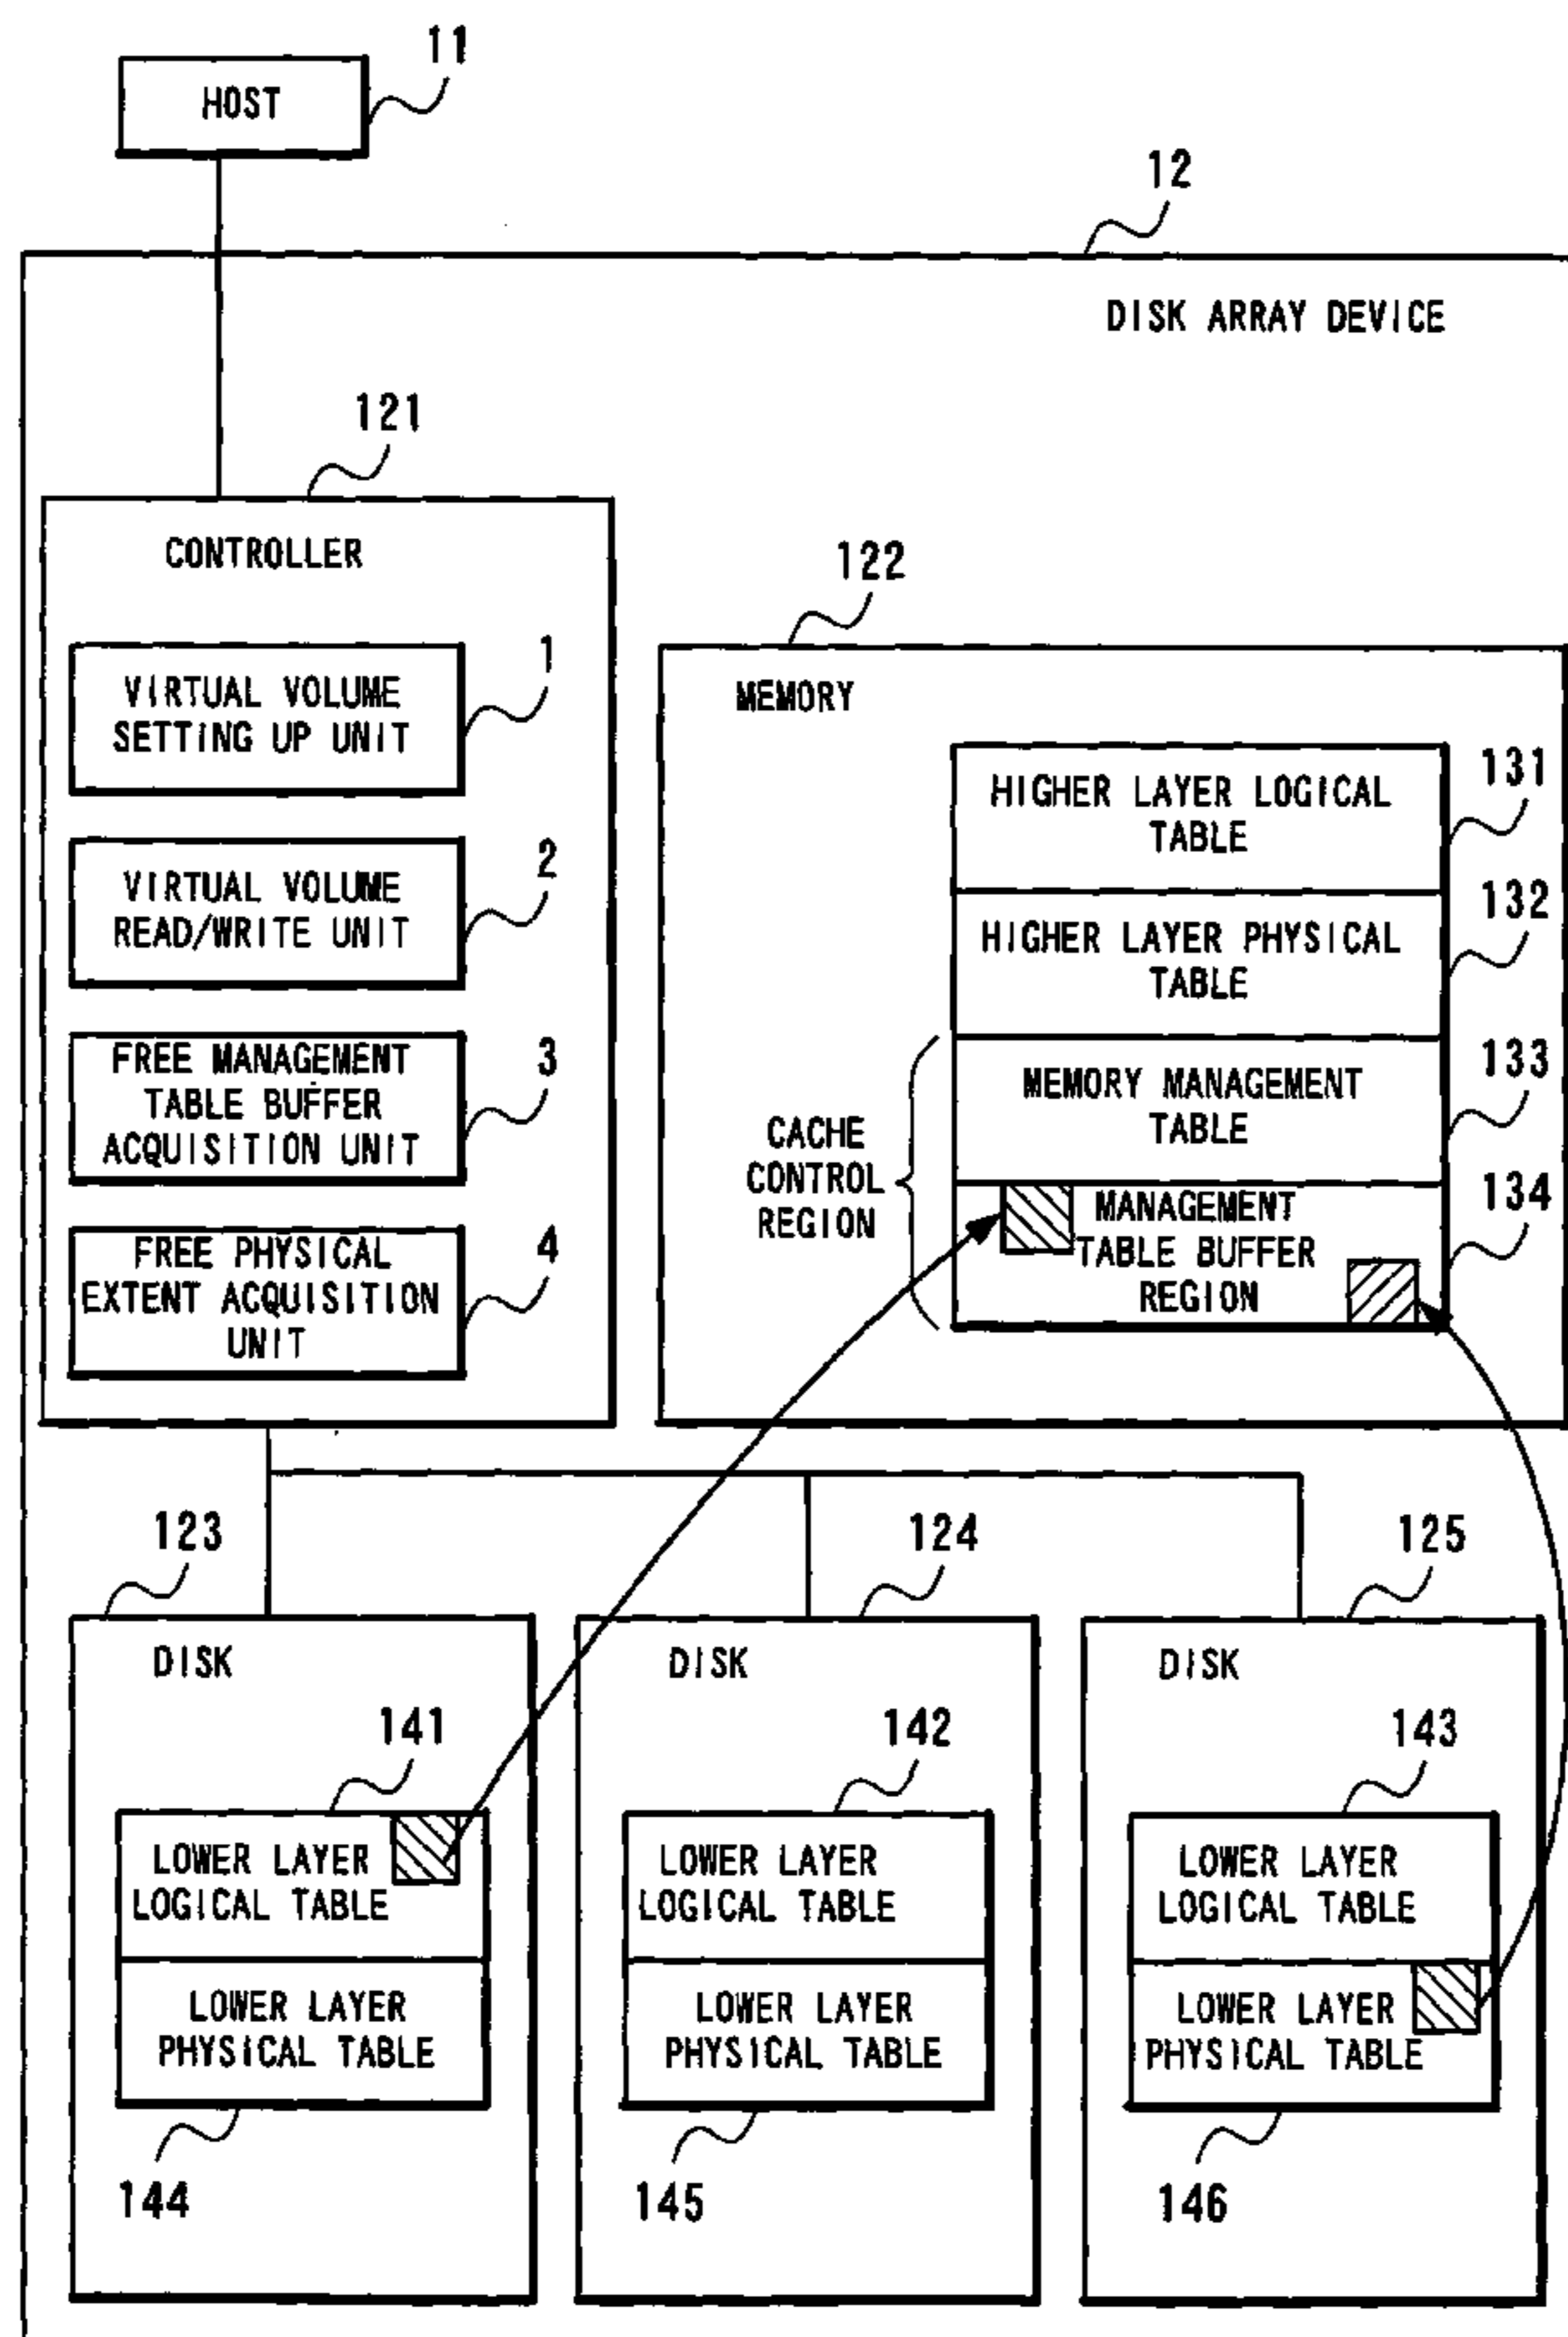 11
HOST
12
DISK ARRAY DEVICE
121
CONTROLLER
1
VIRTUAL VOLUME
SETTING UP UNIT
2
VIRTUAL VOLUME
READ/WRITE UNIT
3
FREE MANAGEMENT
TABLE BUFFER
ACQUISITION UNIT
4
FREE PHYSICAL
EXTENT ACQUISITION
UNIT
122
MEMORY
131
HIGHER LAYER LOGICAL
TABLE
132
HIGHER LAYER PHYSICAL
TABLE
133
MEMORY MANAGEMENT
TABLE
CACHE
CONTROL
REGION
134
MANAGEMENT
TABLE BUFFER
REGION
123
DISK
141
LOWER LAYER
LOGICAL TABLE
LOWER LAYER
PHYSICAL TABLE
144
124
DISK
142
LOWER LAYER
LOGICAL TABLE
LOWER LAYER
PHYSICAL TABLE
145
125
DISK
143
LOWER LAYER
LOGICAL TABLE
LOWER LAYER
PHYSICAL TABLE
146